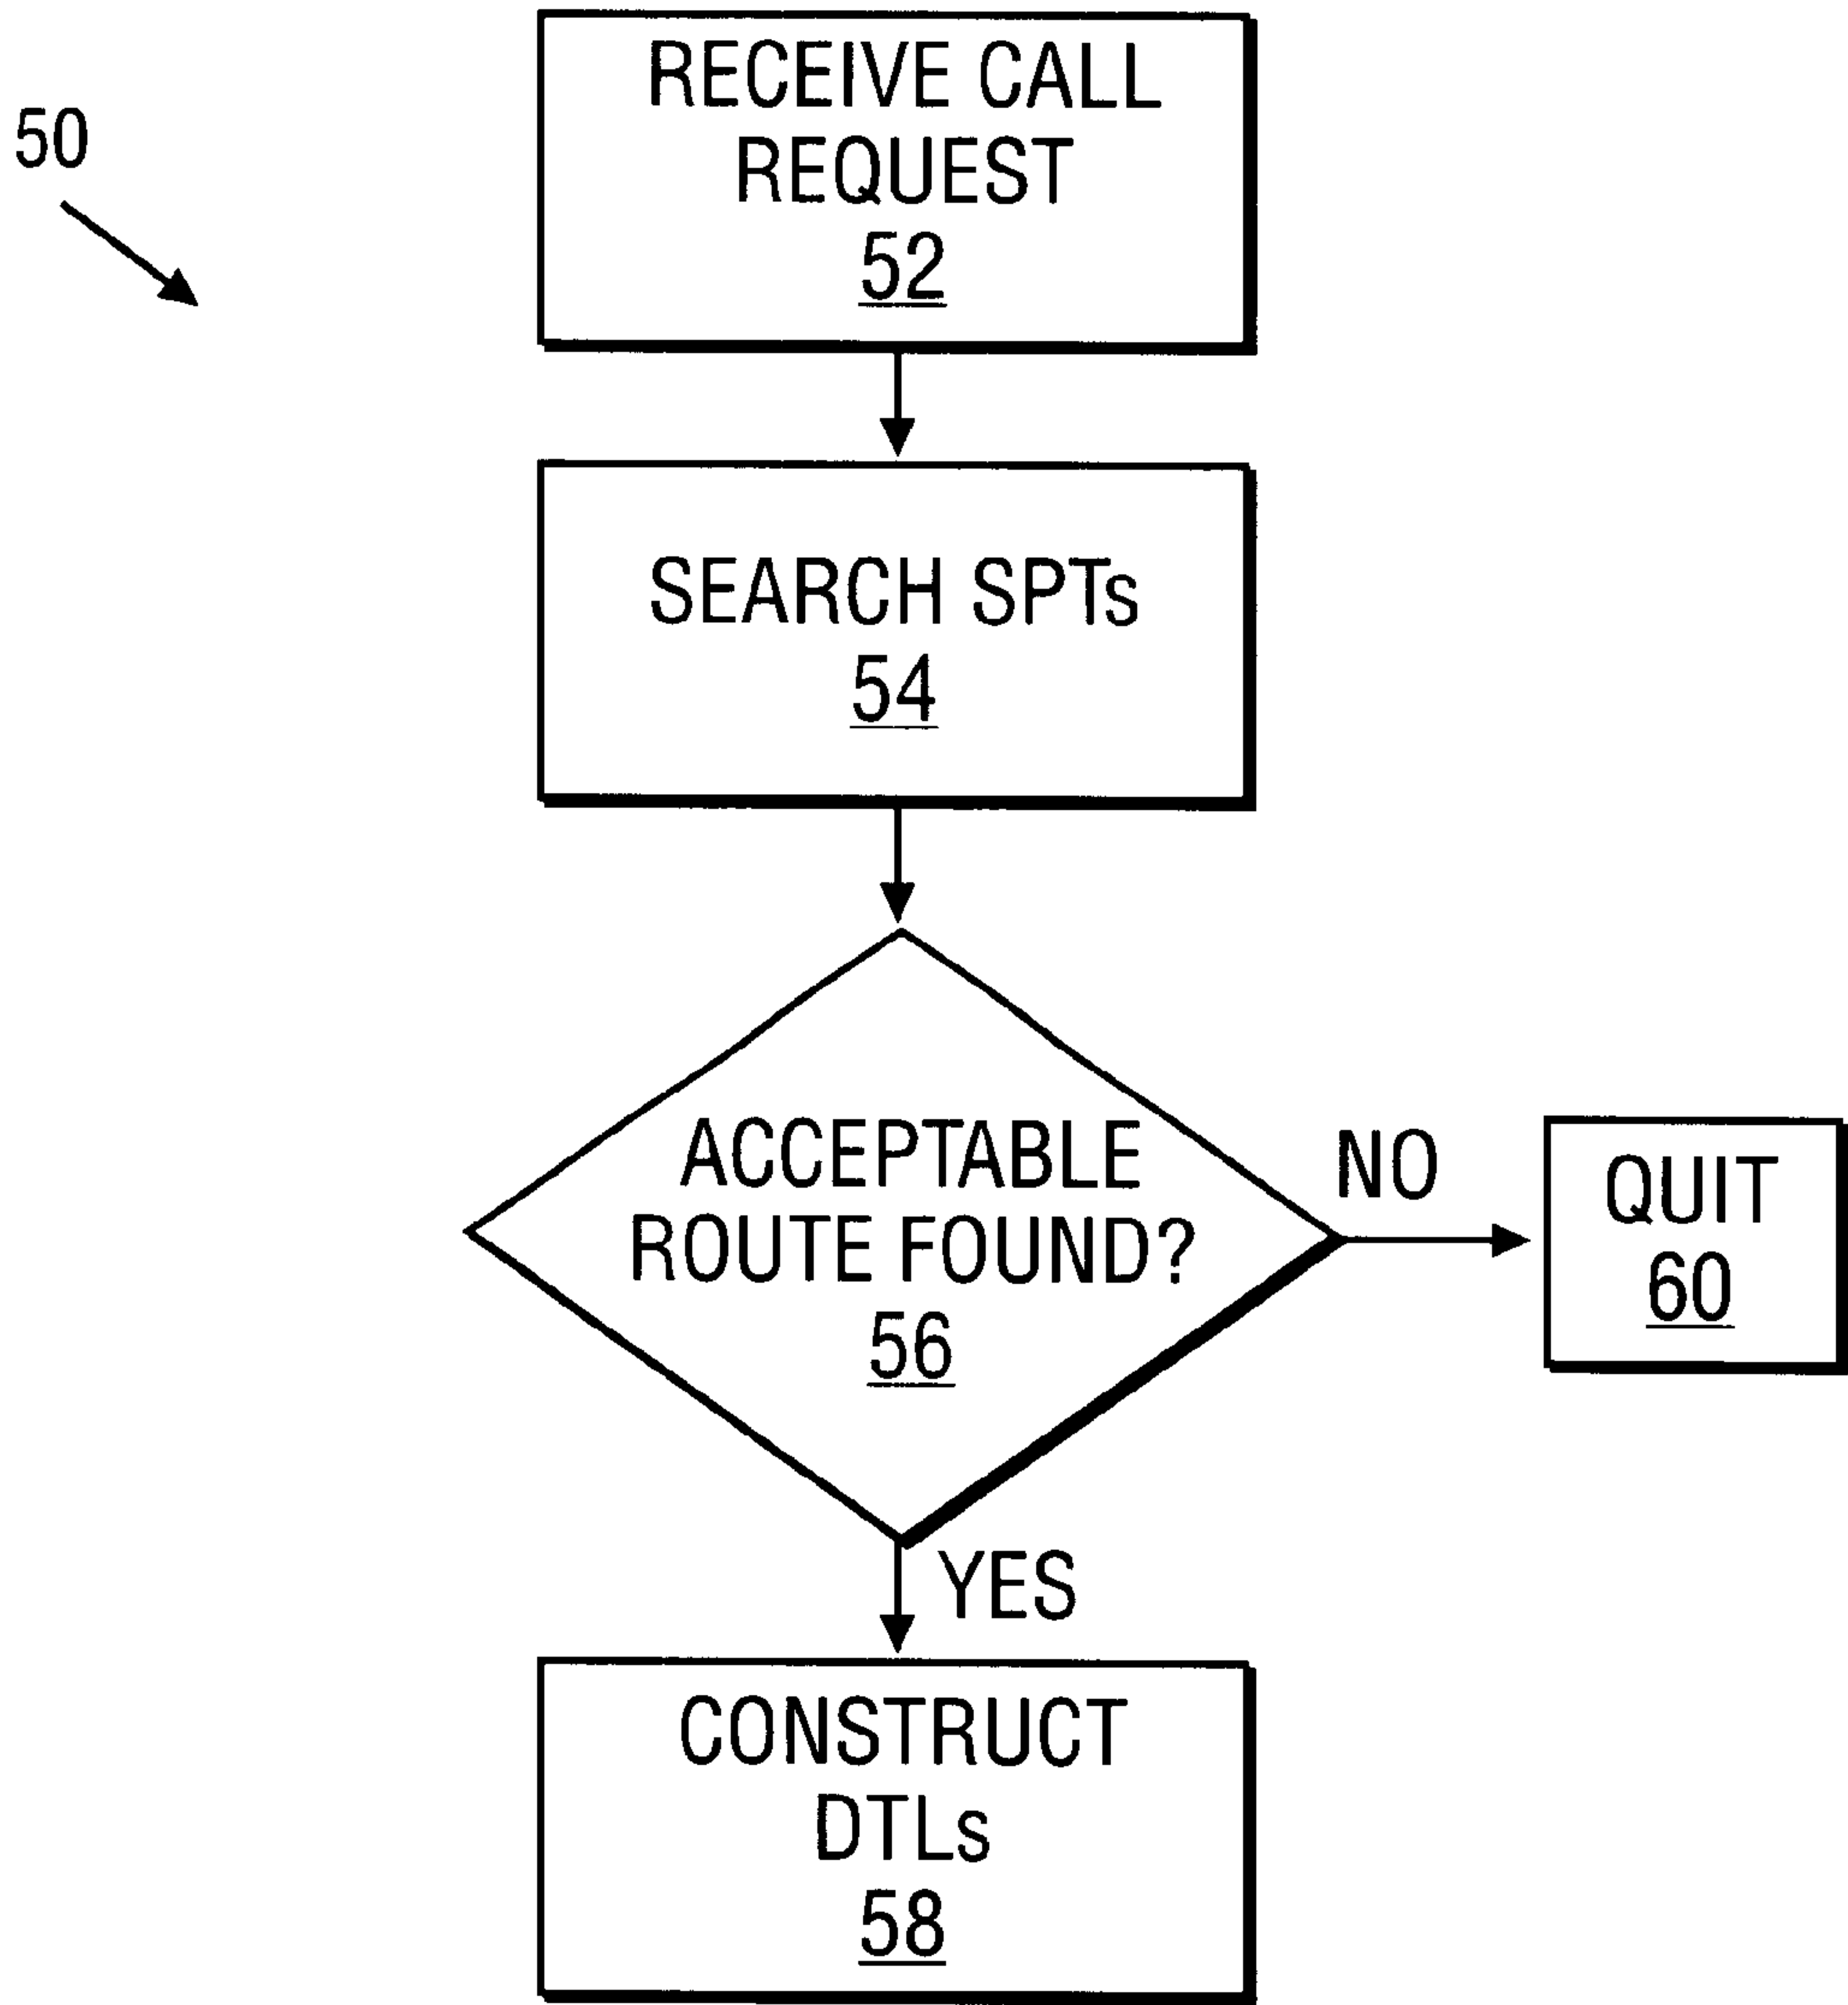 50
RECEIVE CALL
REQUEST
52
SEARCH SPTs
54
ACCEPTABLE
ROUTE FOUND?
56
NO
QUIT
60
YES
CONSTRUCT
DTLs
58